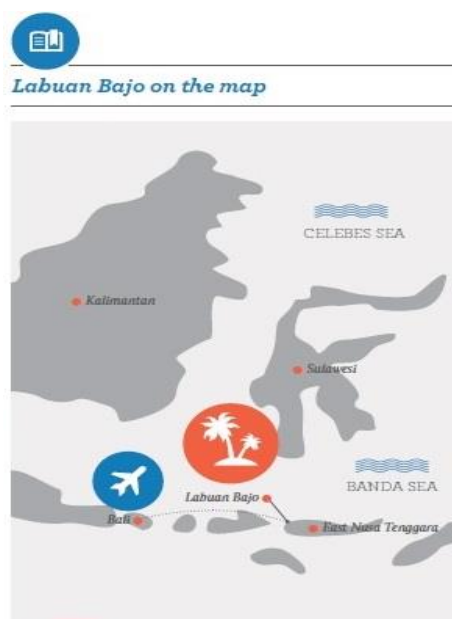 Labuan Bajo on the map
CELEBES SEA
Kalimantan
Sulawesi
BANDA SEA
Labuan Bajo
Bali
East Nusa Tenggara